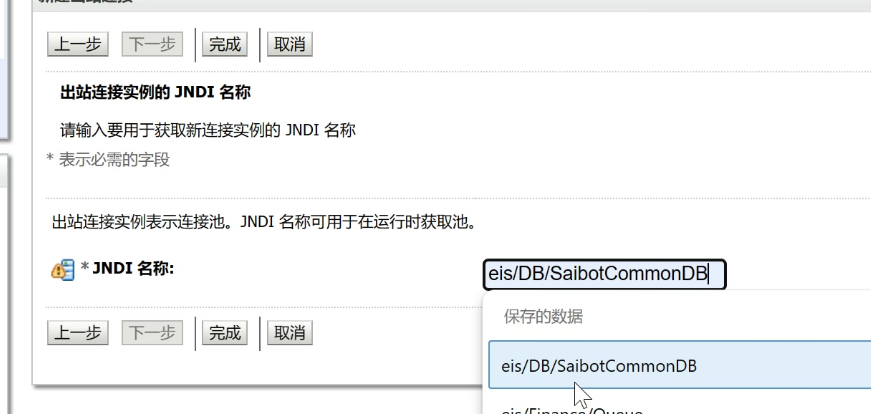 上一步 下一步 完成 取消
出站连接实例的 JNDI 名称
请输入要用于获取新连接实例的 JNDI 名称
* 表示必需的字段
出站连接实例表示连接池。JNDI 名称可用于在运行时获取池。
* JNDI 名称: eis/DB/SaibotCommonDB
保存的数据
上一步 下一步 完成 取消
eis/DB/SaibotCommonDB
eis/Finance/Queue